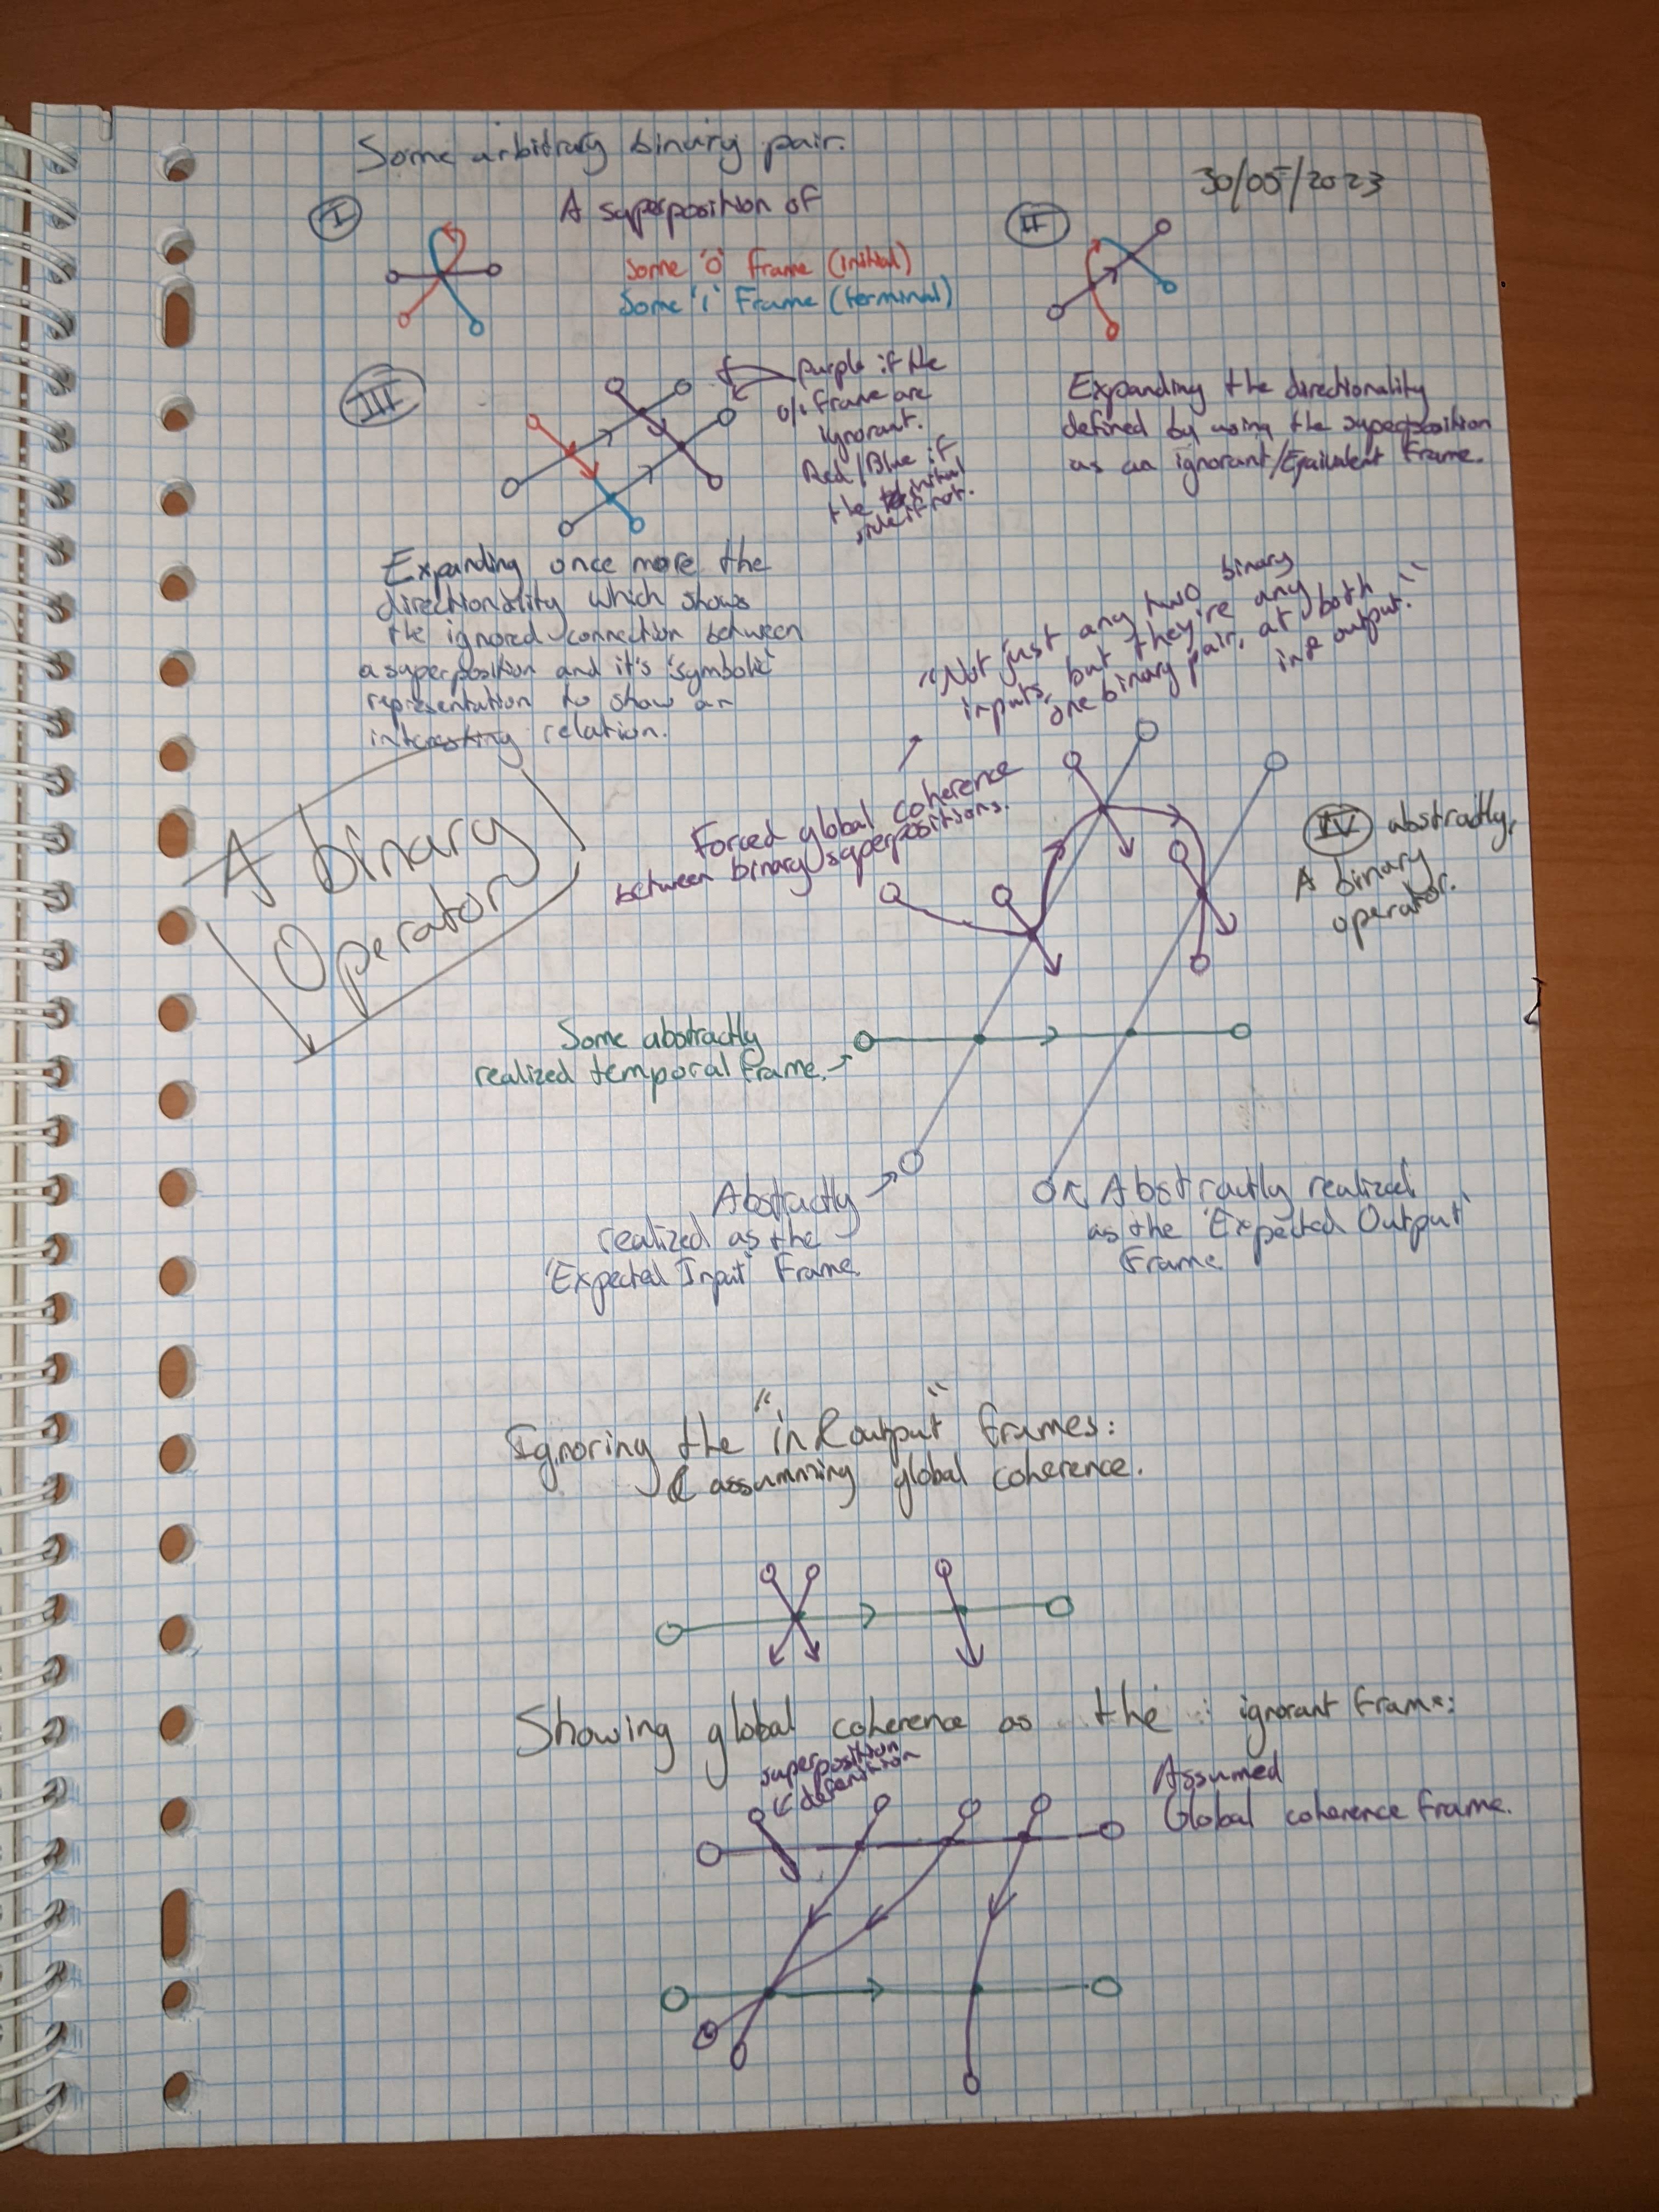 Some arbitrary binary pair.
30/05/2023
I
A superposition of
Some '0' Frame (initial)
Some '1' Frame (terminal)
II
Expanding the directionality
defined by using the superposition
as an ignorant/Equivalent Frame.
III
purple if the
0/1 Frame are
ignorant.
Red/Blue if
the initial
side if not.
Expanding once more the
directionality which shows
the ignored connection between
a superposition and it's 'symbolic'
representation to show an
interesting relation.
A binary
Operator
"Not just any two binary
inputs, but they're any
one binary pair, at both
in & output."
Forced global coherence
between binary superpositions.
IV abstractly,
A binary
operator.
Some abstractly
realized temporal frame.
Abstractly
realized as the
'Expected Input' Frame.
Abstractly realized
as the 'Expected Output'
Frame.
Ignoring the "in & output" frames:
& assumming global coherence.
Showing global coherence as the ignorant frame:
superposition
defenition
Assumed
Global coherence frame.